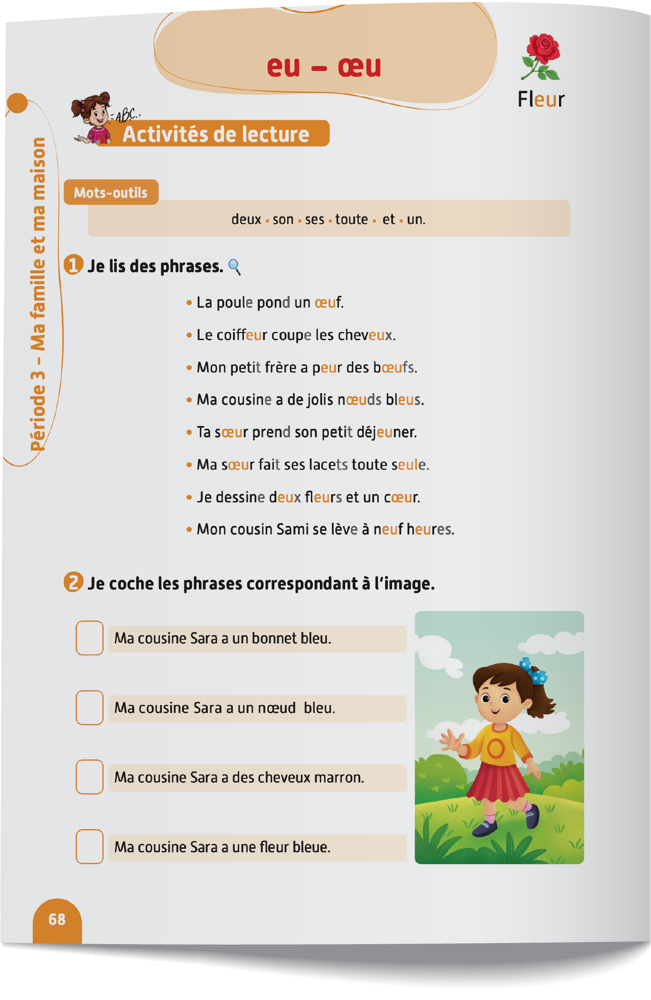 eu – œu
Fleur
ABC..
Activités de lecture
Période 3 - Ma famille et ma maison
Mots-outils
deux • son • ses • toute • et • un.
1 Je lis des phrases.
• La poule pond un œuf.
• Le coiffeur coupe les cheveux.
• Mon petit frère a peur des bœufs.
• Ma cousine a de jolis nœuds bleus.
• Ta sœur prend son petit déjeuner.
• Ma sœur fait ses lacets toute seule.
• Je dessine deux fleurs et un cœur.
• Mon cousin Sami se lève à neuf heures.
2 Je coche les phrases correspondant à l'image.
Ma cousine Sara a un bonnet bleu.
Ma cousine Sara a un nœud bleu.
Ma cousine Sara a des cheveux marron.
Ma cousine Sara a une fleur bleue.
68